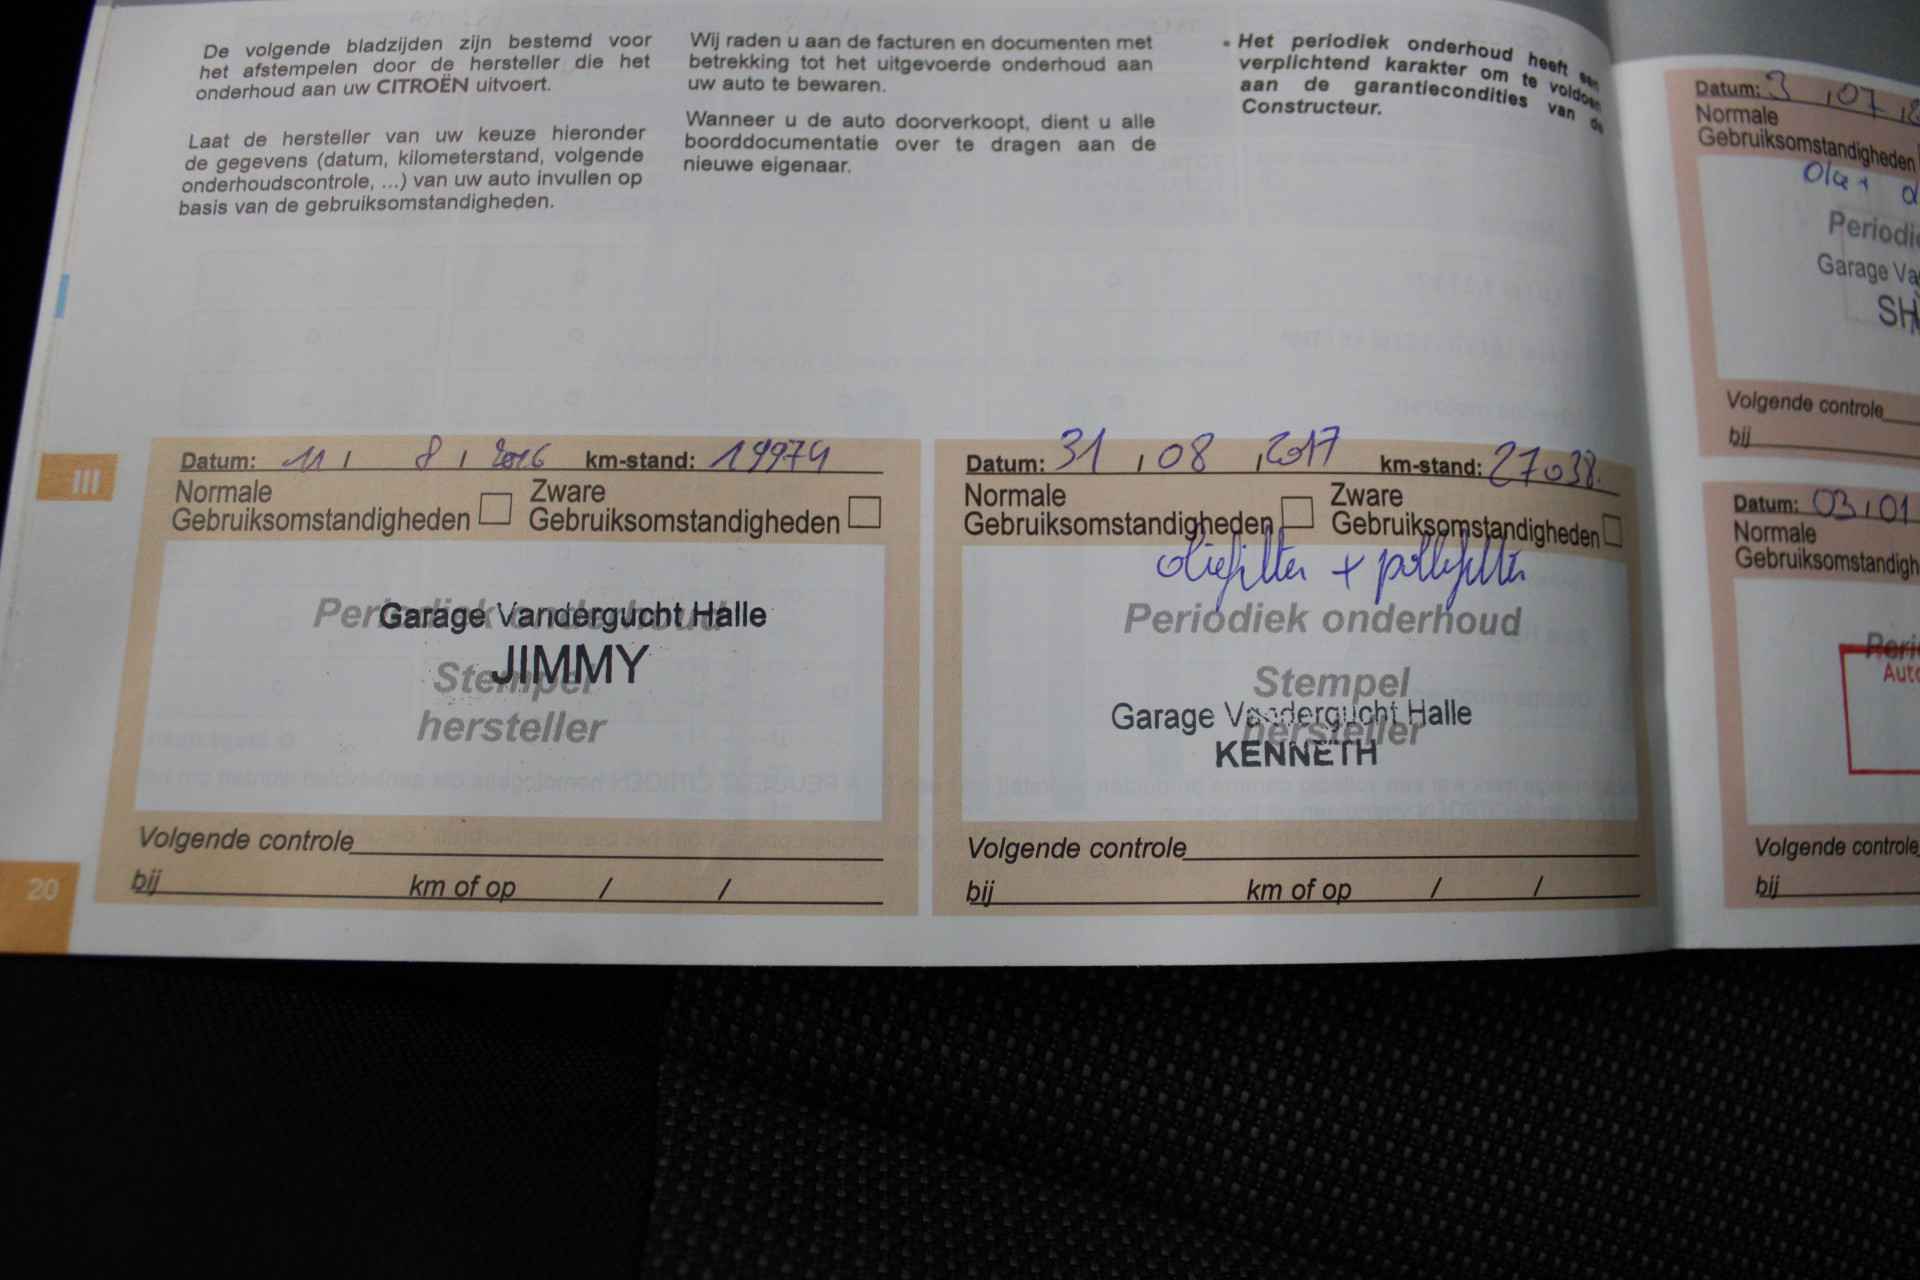 De volgende bladzijden zijn bestemd voor
het afstempelen door de hersteller die het
onderhoud aan uw CITROËN uitvoert.
Laat de hersteller van uw keuze hieronder
de gegevens (datum, kilometerstand, volgende
onderhoudscontrole, ...) van uw auto invullen op
basis van de gebruiksomstandigheden.
Wij raden u aan de facturen en documenten met
betrekking tot het uitgevoerde onderhoud aan
uw auto te bewaren.
Wanneer u de auto doorverkoopt, dient u alle
boorddocumentatie over te dragen aan de
nieuwe eigenaar.
• Het periodiek onderhoud heeft een
verplichtend karakter om te voldoen
aan de garantiecondities van de
Constructeur.
III
Datum: 11 / 8 / 2016 km-stand: 19974
Normale
Gebruiksomstandigheden
Zware
Gebruiksomstandigheden
Periodiek onderhoud
Garage Vandergucht Halle
JIMMY
Stempel
hersteller
Volgende controle
bij km of op / /
Datum: 31 / 08 / 2017 km-stand: 27038.
Normale
Gebruiksomstandigheden
Zware
Gebruiksomstandigheden
oliefilter + pollefilter
Periodiek onderhoud
Stempel
Garage Vandergucht Halle
hersteller
KENNETH
Volgende controle
bij km of op / /
20
Datum: 3 / 07 /
Normale
Gebruiksomstandigheden
Garage
Volgende controle
bij
Datum: 03 / 01
Normale
Volgende controle
bij